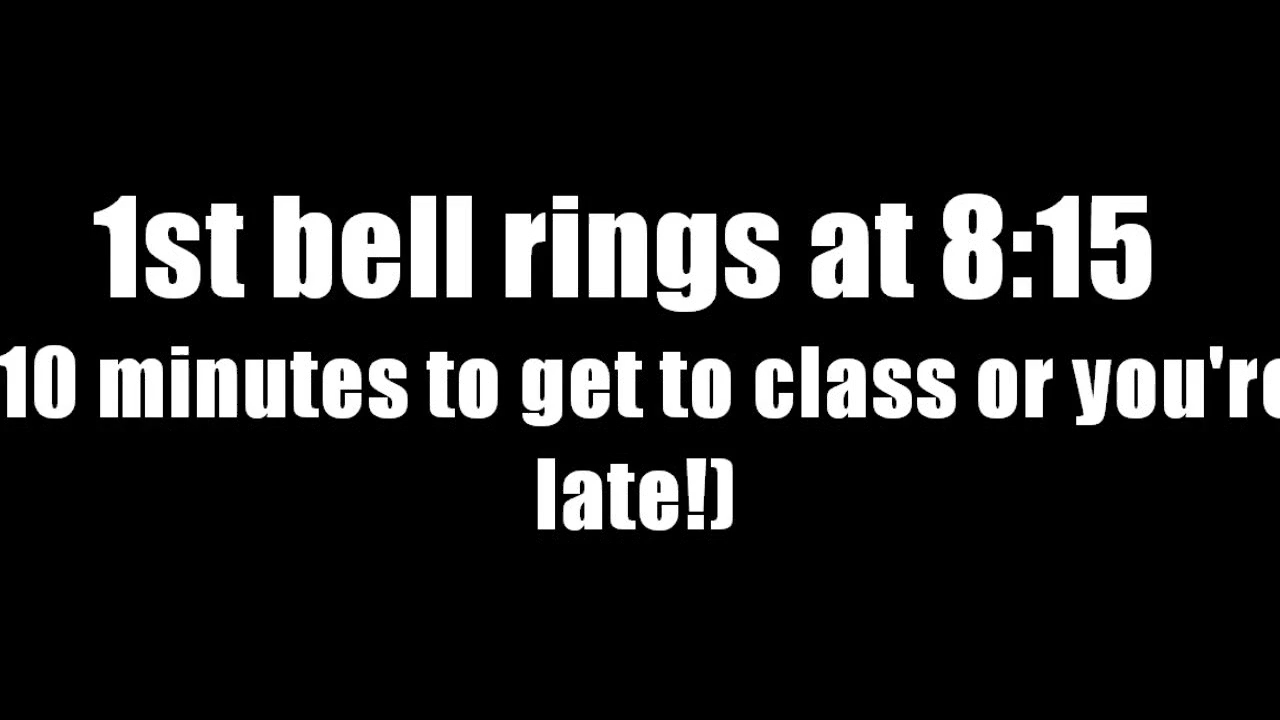 1st bell rings at 8:15
10 minutes to get to class or you're
late!)